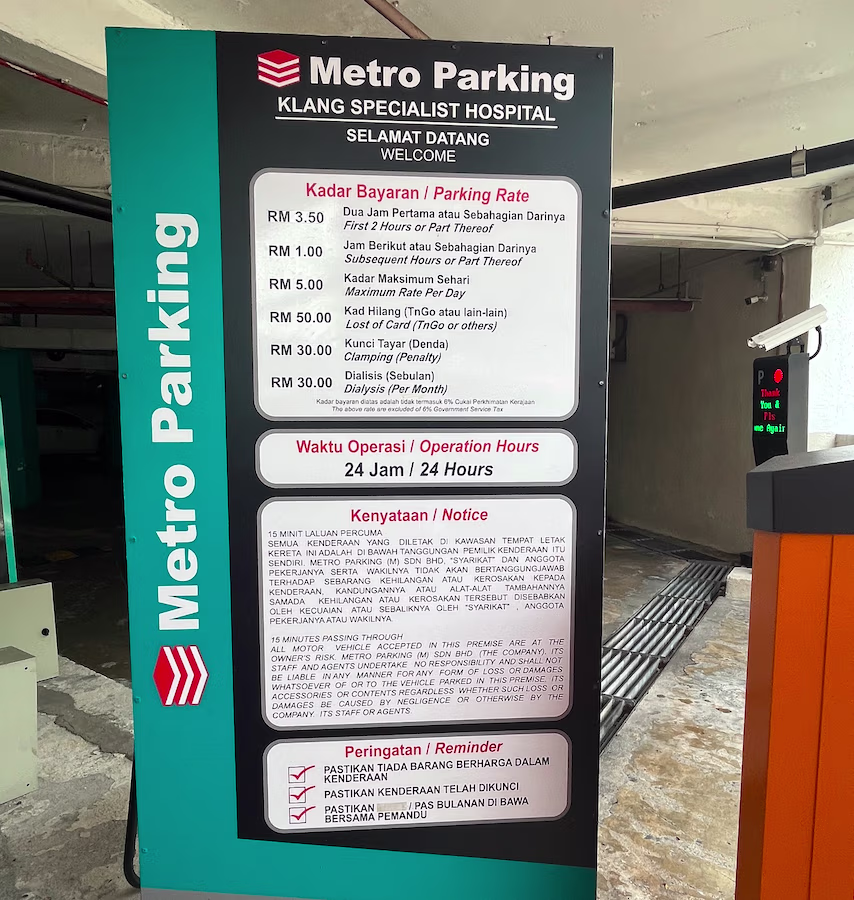 Metro Parking
KLANG SPECIALIST HOSPITAL
SELAMAT DATANG
WELCOME
Kadar Bayaran / Parking Rate
RM 3.50 Dua Jam Pertama atau Sebahagian Darinya
First 2 Hours or Part Thereof
RM 1.00 Jam Berikut atau Sebahagian Darinya
Subsequent Hours or Part Thereof
RM 5.00 Kadar Maksimum Sehari
Maximum Rate Per Day
RM 50.00 Kad Hilang (TnGo atau lain-lain)
Lost of Card (TnGo or others)
RM 30.00 Kunci Tayar (Denda)
Clamping (Penalty)
RM 30.00 Dialisis (Sebulan)
Dialysis (Per Month)
Kadar bayaran diatas adalah tidak termasuk 6% Cukai Perkhimatan Kerajaan
The above rate are excluded of 6% Government Service Tax
Waktu Operasi / Operation Hours
24 Jam / 24 Hours
Kenyataan / Notice
15 MINIT LALUAN PERCUMA
SEMUA KENDERAAN YANG DILETAK DI KAWASAN TEMPAT LETAK
KERETA INI ADALAH DI BAWAH TANGGUNGAN PEMILIK KENDERAAN ITU
SENDIRI. METRO PARKING (M) SDN BHD, "SYARIKAT" DAN ANGGOTA
PEKERJANYA SERTA WAKILNYA TIDAK AKAN BERTANGGUNGJAWAB
TERHADAP SEBARANG KEHILANGAN ATAU KEROSAKAN KEPADA
KENDERAAN, KANDUNGANNYA ATAU ALAT-ALAT TAMBAHANNYA
SAMADA KEHILANGAN ATAU KEROSAKAN TERSEBUT DISEBABKAN
OLEH KECUAIAN ATAU SEBALIKNYA OLEH "SYARIKAT" , ANGGOTA
PEKERJANYA ATAU WAKILNYA.
15 MINUTES PASSING THROUGH
ALL MOTOR VEHICLE ACCEPTED IN THIS PREMISE ARE AT THE
OWNER'S RISK. METRO PARKING (M) SDN BHD (THE COMPANY). ITS
STAFF AND AGENTS UNDERTAKE NO RESPONSIBILITY AND SHALL NOT
BE LIABLE IN ANY MANNER FOR ANY FORM OF LOSS OR DAMAGES
WHATSOEVER OF OR TO THE VEHICLE PARKED IN THIS PREMISE, ITS
ACCESSORIES OR CONTENTS REGARDLESS WHETHER SUCH LOSS OR
DAMAGES BE CAUSED BY NEGLIGENCE OR OTHERWISE BY THE
COMPANY. ITS STAFF OR AGENTS.
Peringatan / Reminder
PASTIKAN TIADA BARANG BERHARGA DALAM
KENDERAAN
PASTIKAN KENDERAAN TELAH DIKUNCI
PASTIKAN / PAS BULANAN DI BAWA
BERSAMA PEMANDU
Metro Parking
P
Thank
You &
Pls
ome Again